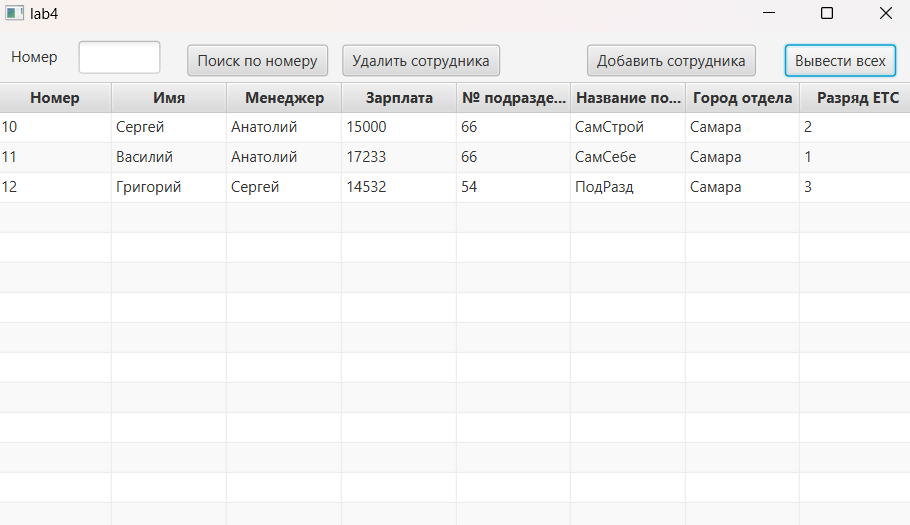 lab4
Номер Поиск по номеру Удалить сотрудника Добавить сотрудника Вывести всех
Номер Имя Менеджер Зарплата № подразде... Название по... Город отдела Разряд ЕТС
10 Сергей Анатолий 15000 66 СамСтрой Самара 2
11 Василий Анатолий 17233 66 СамСебе Самара 1
12 Григорий Сергей 14532 54 ПодРазд Самара 3